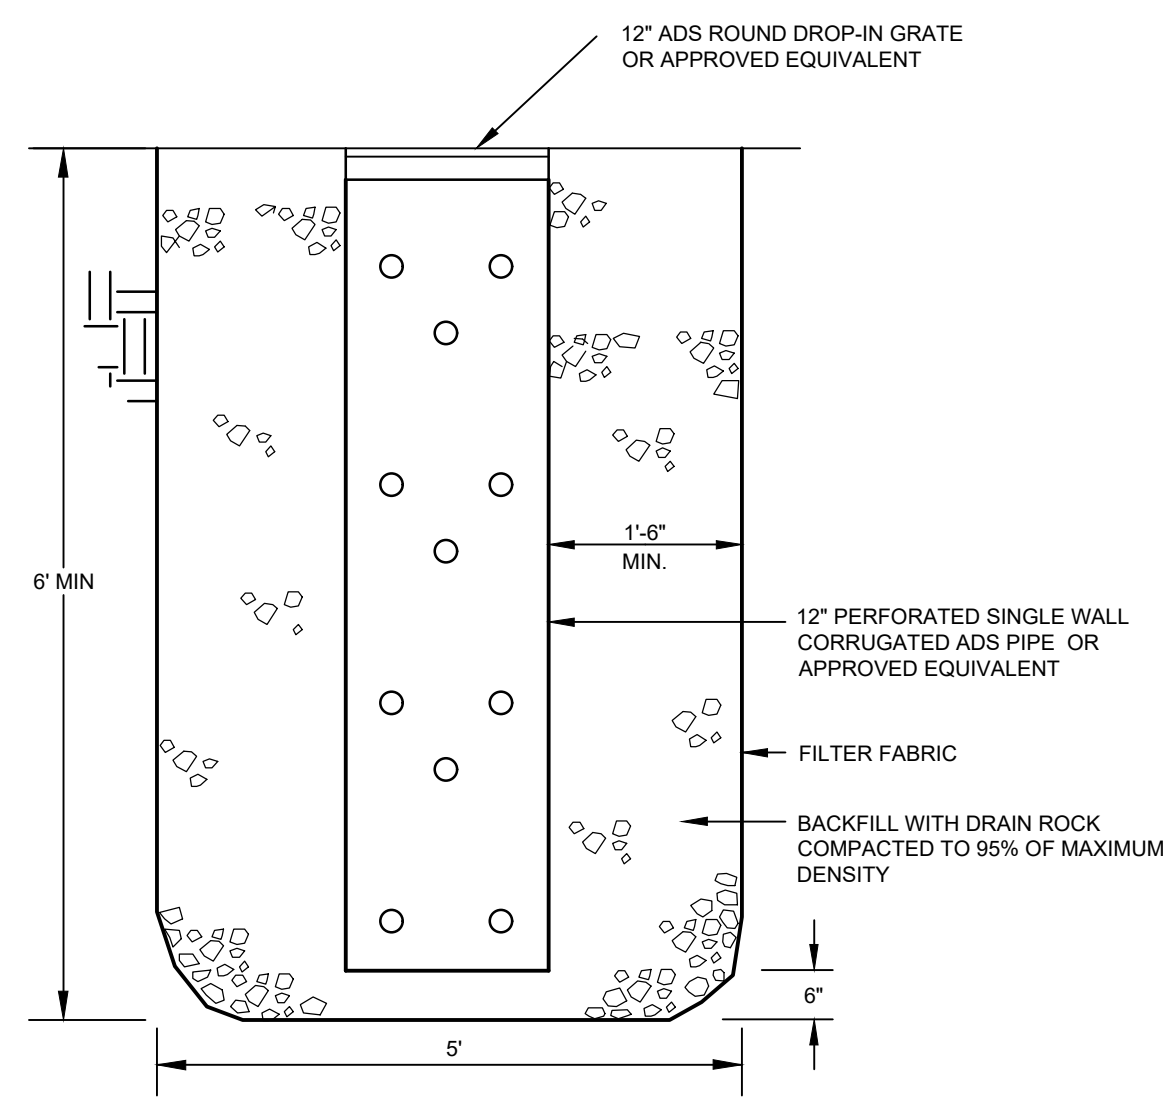 12" ADS ROUND DROP-IN GRATE
OR APPROVED EQUIVALENT
1'-6"
MIN.
6' MIN
12" PERFORATED SINGLE WALL
CORRUGATED ADS PIPE OR
APPROVED EQUIVALENT
FILTER FABRIC
BACKFILL WITH DRAIN ROCK
COMPACTED TO 95% OF MAXIMUM
DENSITY
6"
5'